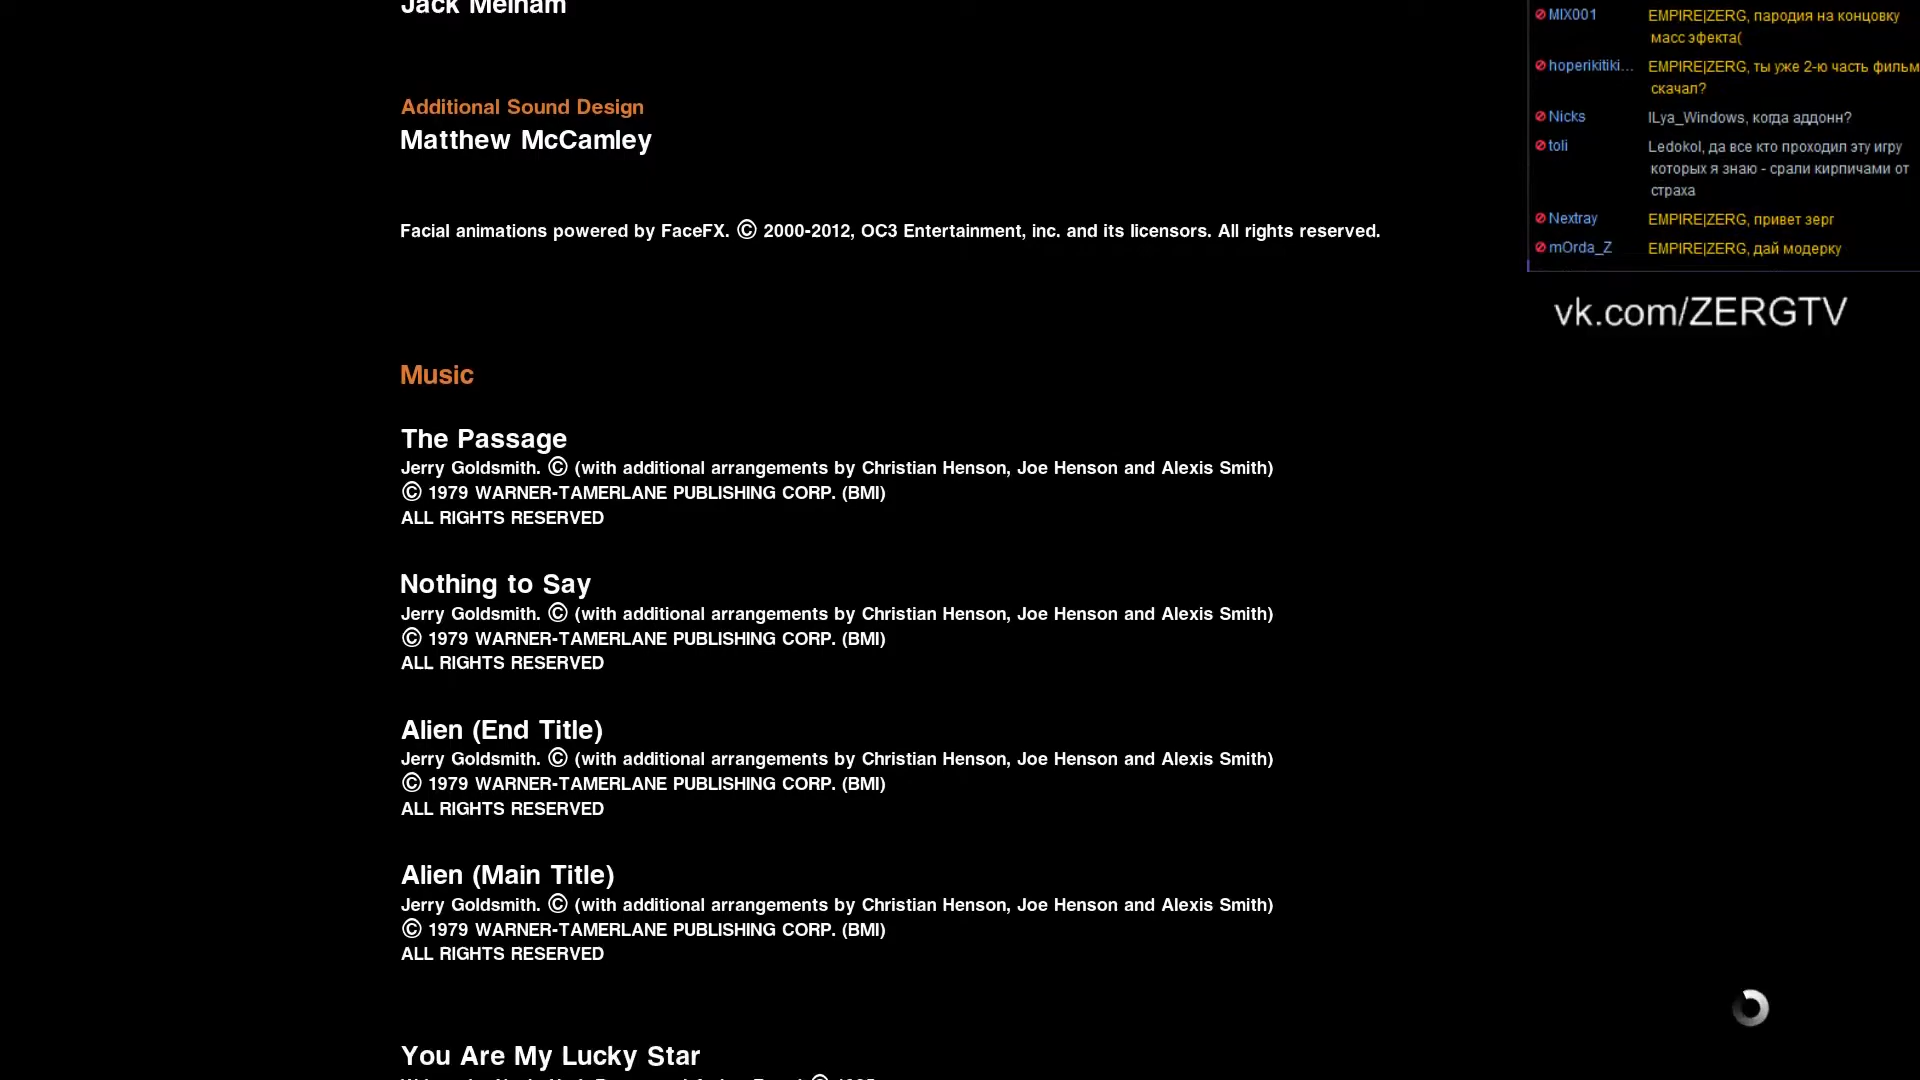 Jack Melham
Additional Sound Design
Matthew McCamley
Facial animations powered by FaceFX. © 2000-2012, OC3 Entertainment, inc. and its licensors. All rights reserved.
Music
The Passage
Jerry Goldsmith. © (with additional arrangements by Christian Henson, Joe Henson and Alexis Smith)
© 1979 WARNER-TAMERLANE PUBLISHING CORP. (BMI)
ALL RIGHTS RESERVED
Nothing to Say
Jerry Goldsmith. © (with additional arrangements by Christian Henson, Joe Henson and Alexis Smith)
© 1979 WARNER-TAMERLANE PUBLISHING CORP. (BMI)
ALL RIGHTS RESERVED
Alien (End Title)
Jerry Goldsmith. © (with additional arrangements by Christian Henson, Joe Henson and Alexis Smith)
© 1979 WARNER-TAMERLANE PUBLISHING CORP. (BMI)
ALL RIGHTS RESERVED
Alien (Main Title)
Jerry Goldsmith. © (with additional arrangements by Christian Henson, Joe Henson and Alexis Smith)
© 1979 WARNER-TAMERLANE PUBLISHING CORP. (BMI)
ALL RIGHTS RESERVED
You Are My Lucky Star
MIX001 EMPIRE|ZERG, пародия на концовку
масс эфекта(
hoperikitiki... EMPIRE|ZERG, ты уже 2-ю часть фильм
скачал?
Nicks ILya_Windows, когда аддонн?
toli Ledokol, да все кто проходил эту игру
которых я знаю - срали кирпичами от
страха
Nextray EMPIRE|ZERG, привет зерг
mOrda_Z EMPIRE|ZERG, дай модерку
vk.com/ZERGTV